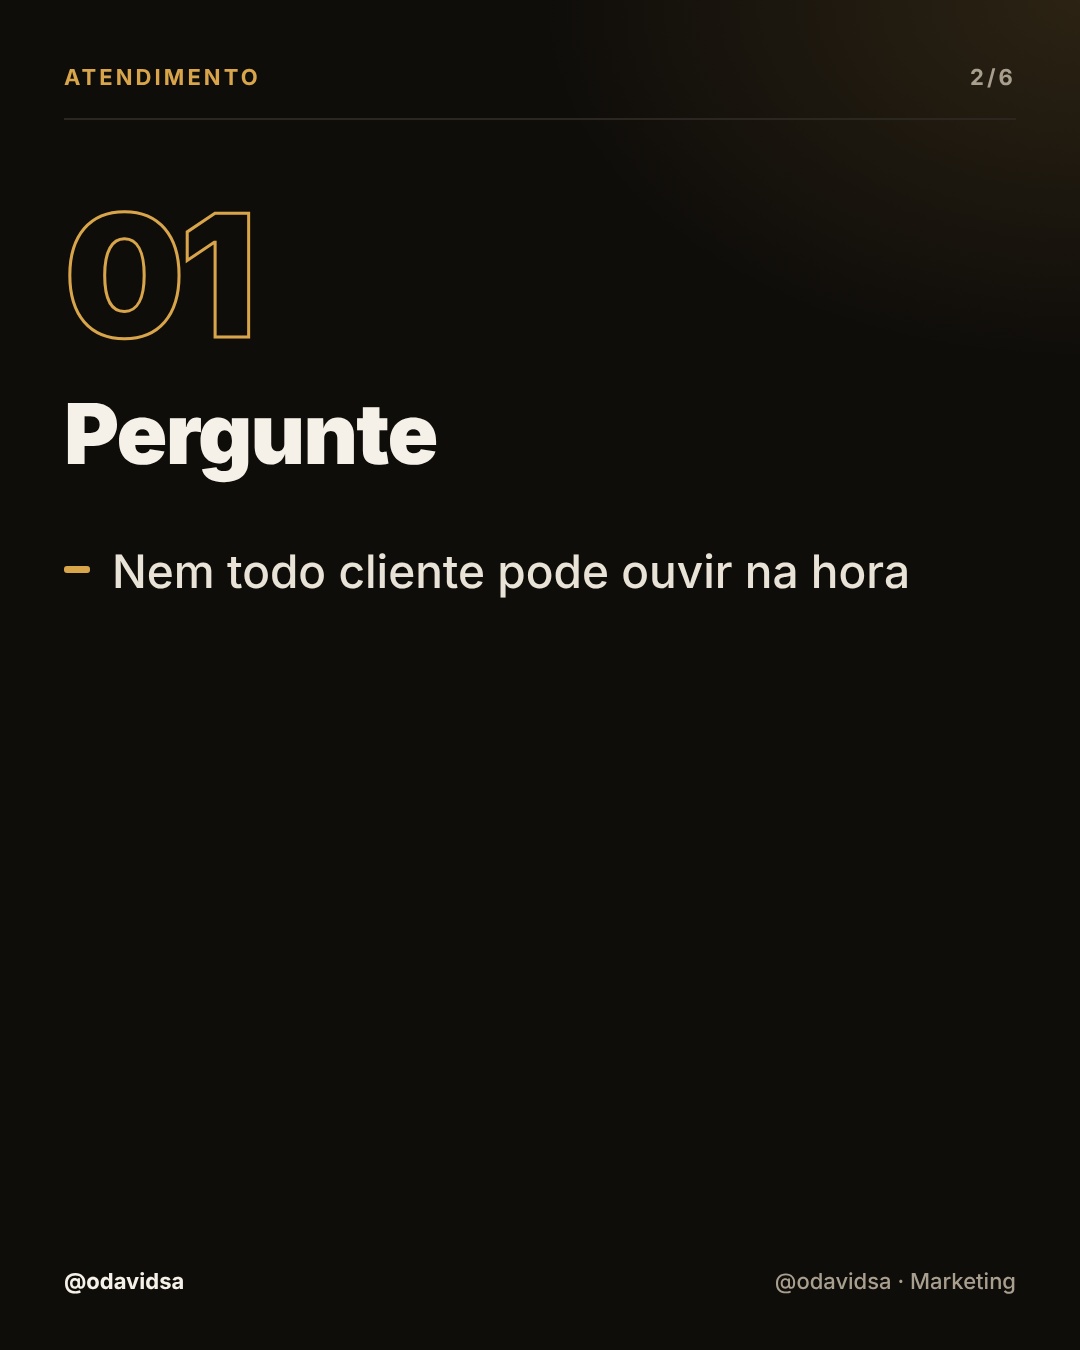 ATENDIMENTO
2/6
01
Pergunte
– Nem todo cliente pode ouvir na hora
@odavidsa
@odavidsa · Marketing